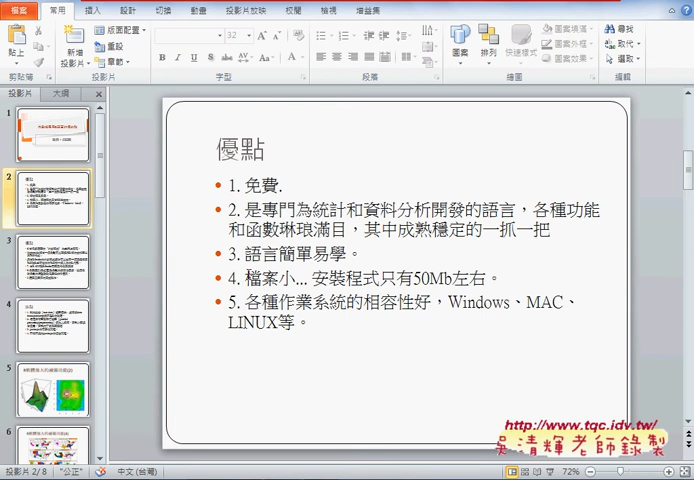 檔案 常用 插入 設計 切換 動畫 投影片放映 校閱 檢視 增益集
貼上
剪貼簿
新增
投影片
版面配置
重設
章節
投影片
32
B I U S
字型
段落
圖案 排列 快速樣式
圖案填滿
圖案外框
圖案效果
繪圖
尋找
取代
選取
編輯
投影片 大綱
1
2
3
4
5
6
優點
1. 免費.
2. 是專門為統計和資料分析開發的語言，各種功能
和函數琳琅滿目，其中成熟穩定的一抓一把
3. 語言簡單易學。
4. 檔案小... 安裝程式只有50Mb左右。
5. 各種作業系統的相容性好，Windows、MAC、
LINUX等。
http://www.tqc.idv.tw/
吳清輝老師錄製
投影片 2/8 "公正" 中文 (台灣) 72%